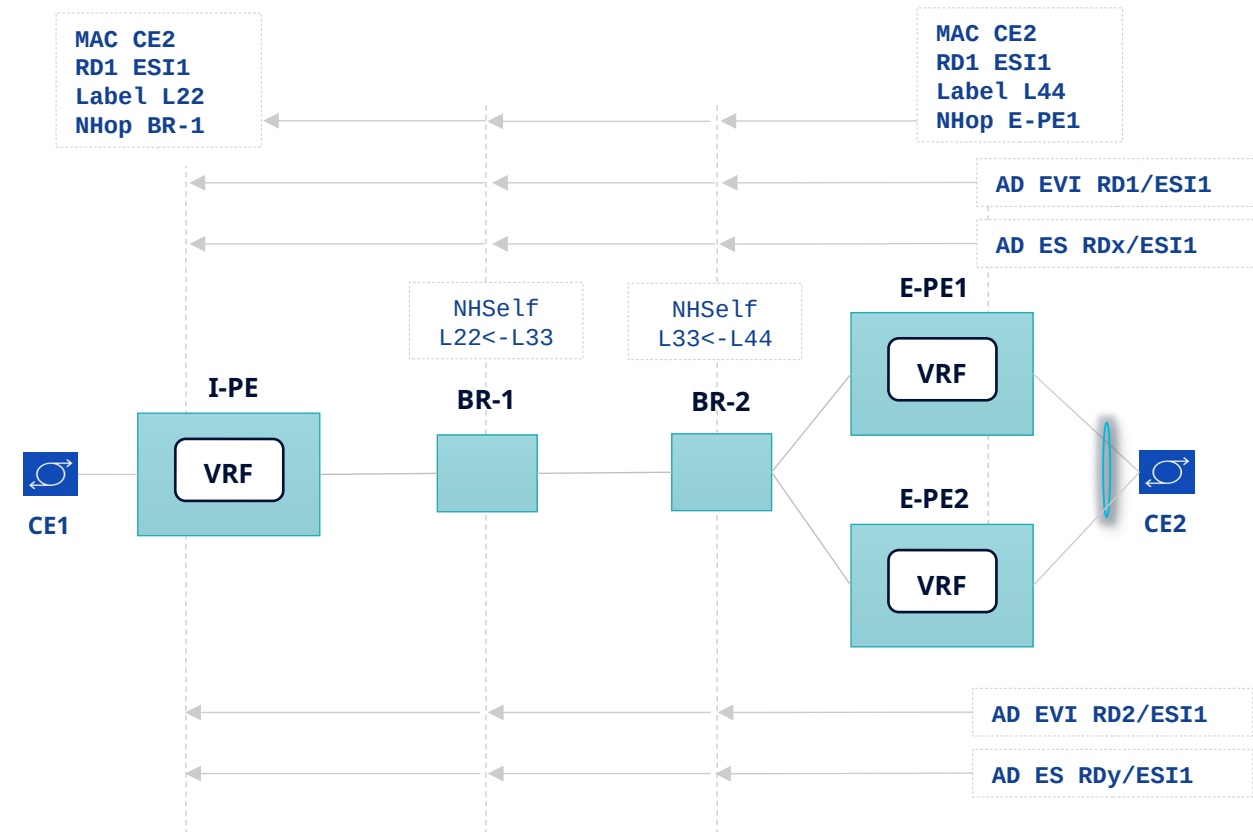 MAC CE2
RD1 ESI1
Label L22
NHop BR-1
MAC CE2
RD1 ESI1
Label L44
NHop E-PE1
AD EVI RD1/ESI1
AD ES RDx/ESI1
NHSelf
L22<-L33
NHSelf
L33<-L44
E-PE1
VRF
I-PE
VRF
BR-1
BR-2
E-PE2
VRF
CE1
CE2
AD EVI RD2/ESI1
AD ES RDy/ESI1